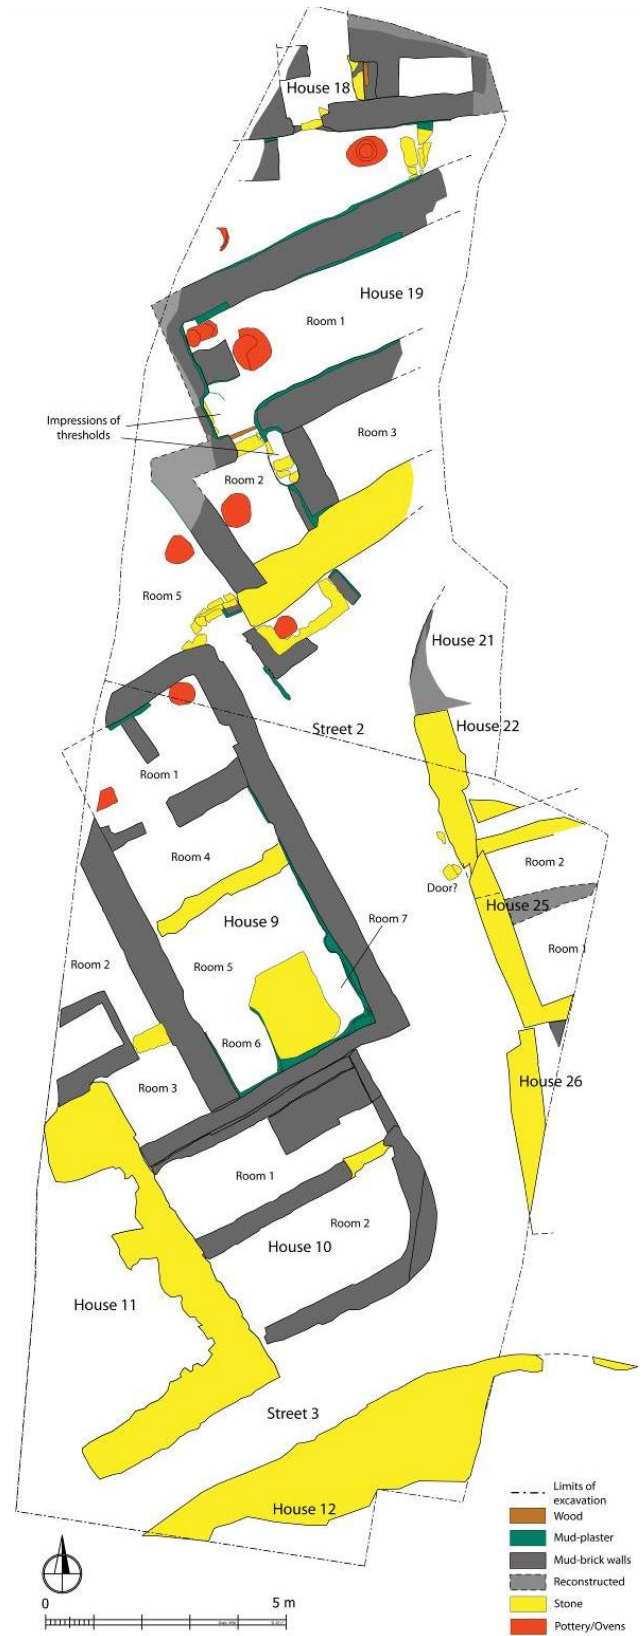 House 18
House 19
Room 1
Impressions of
thresholds
Room 3
Room 2
Room 5
House 21
House 22
Street 2
Room 1
Room 4
Room 2
Door?
House 25
Room 7
House 9
Room 1
Room 5
Room 2
Room 6
House 26
Room 3
Room 1
Room 2
House 10
House 11
Street 3
House 12
Limits of
excavation
Wood
Mud-plaster
Mud-brick walls
Reconstructed
Stone
Pottery/Ovens
0
5 m